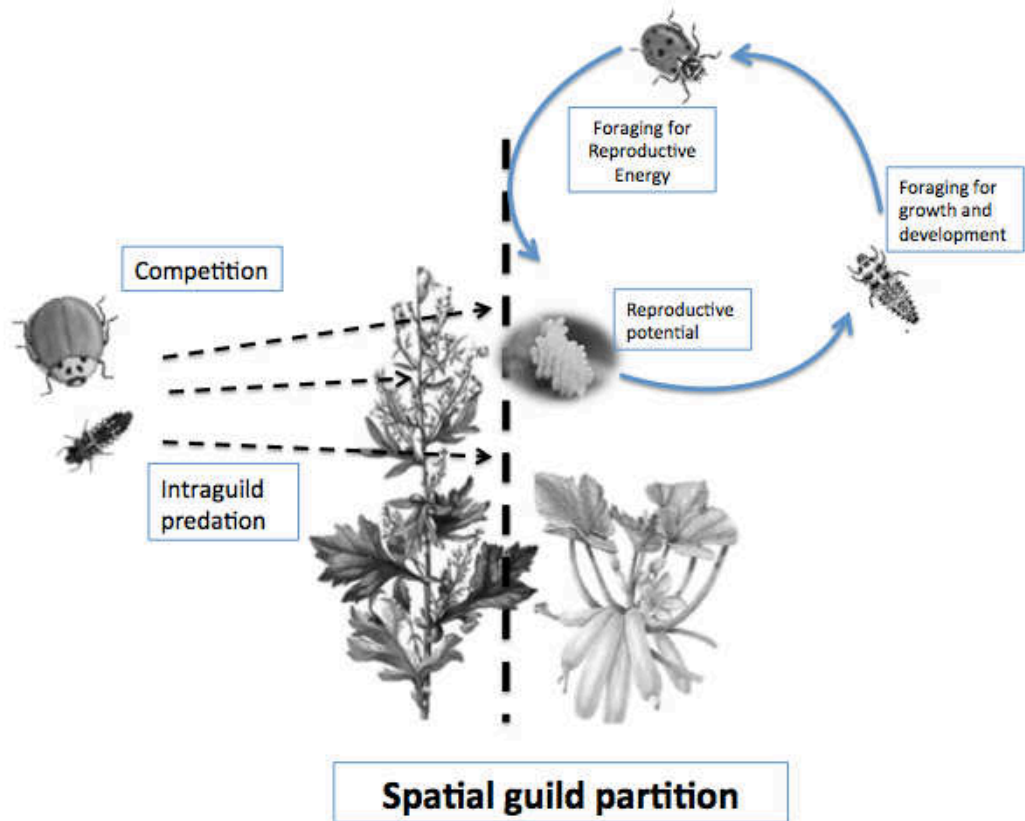 Foraging for
Reproductive
Energy
Foraging for
growth and
development
Competition
Reproductive
potential
Intraguild
predation
Spatial guild partition